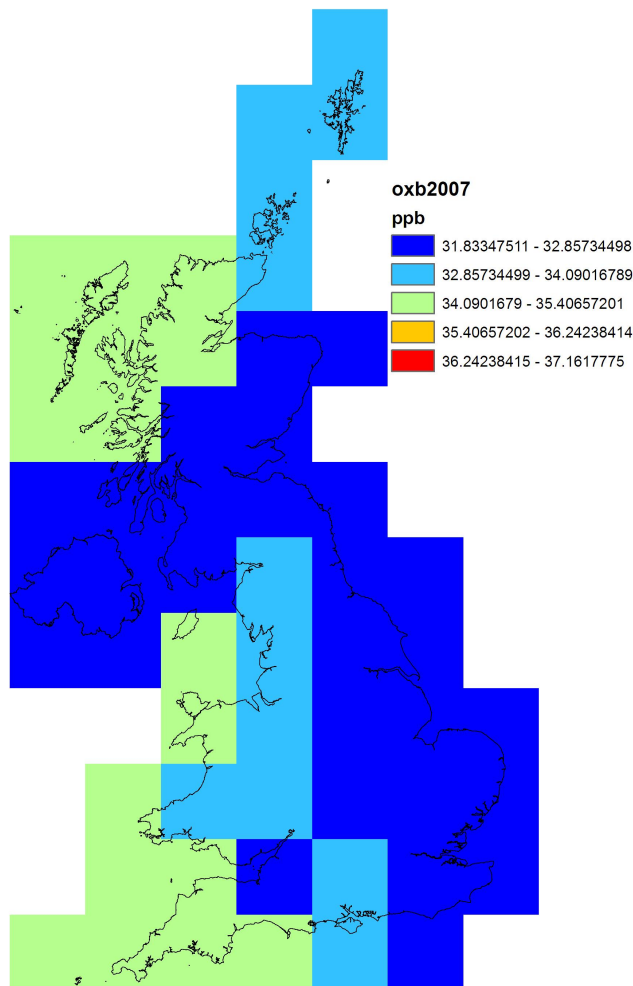 oxb2007
ppb
31.83347511 - 32.85734498
32.85734499 - 34.09016789
34.0901679 - 35.40657201
35.40657202 - 36.24238414
36.24238415 - 37.1617775